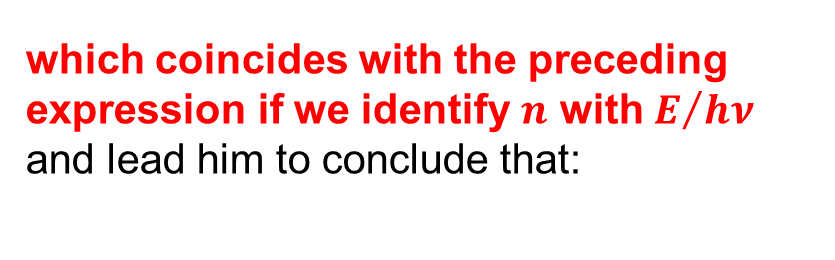 which coincides with the preceding
expression if we identify n with E/hν
and lead him to conclude that: